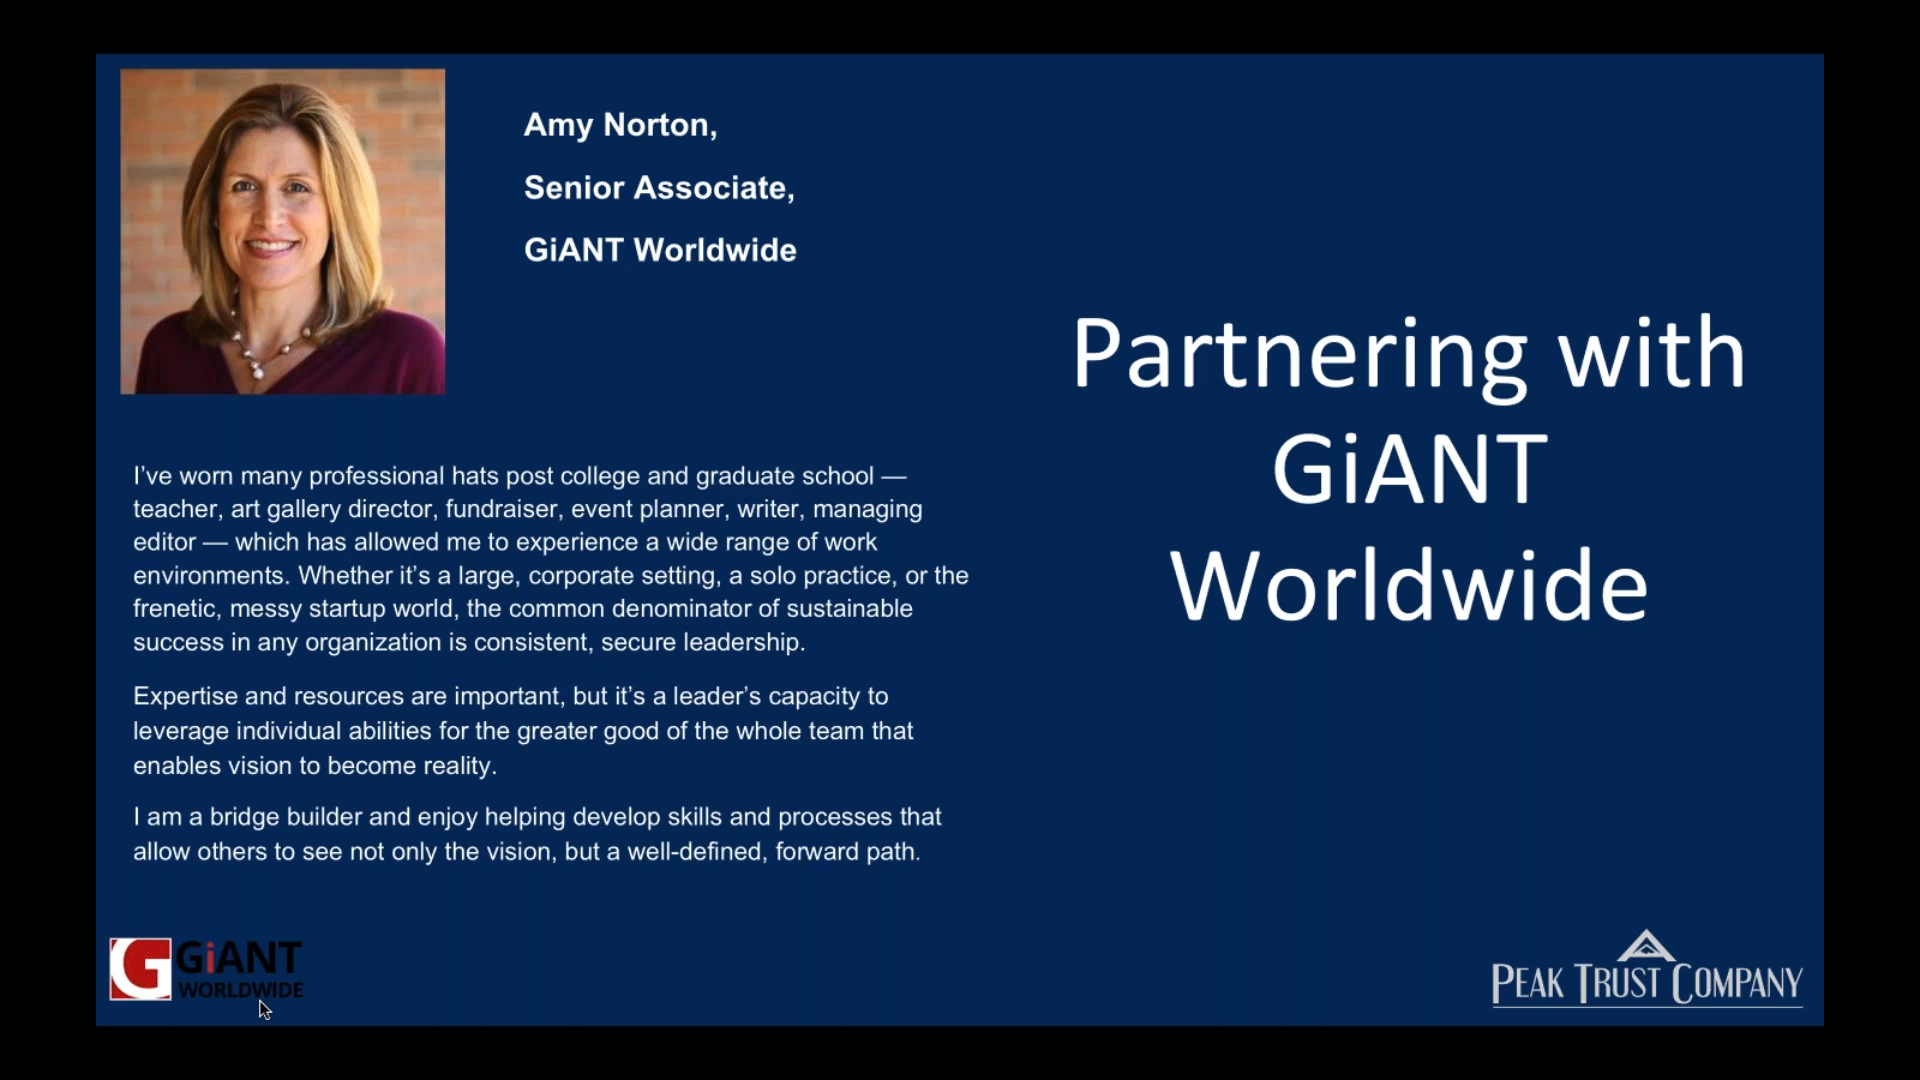 Amy Norton,
Senior Associate,
GiANT Worldwide
I’ve worn many professional hats post college and graduate school —
teacher, art gallery director, fundraiser, event planner, writer, managing
editor — which has allowed me to experience a wide range of work
environments. Whether it’s a large, corporate setting, a solo practice, or the
frenetic, messy startup world, the common denominator of sustainable
success in any organization is consistent, secure leadership.
Expertise and resources are important, but it’s a leader’s capacity to
leverage individual abilities for the greater good of the whole team that
enables vision to become reality.
I am a bridge builder and enjoy helping develop skills and processes that
allow others to see not only the vision, but a well-defined, forward path.
Partnering with
GiANT
Worldwide
G GiANT
WORLDWIDE
PEAK TRUST COMPANY